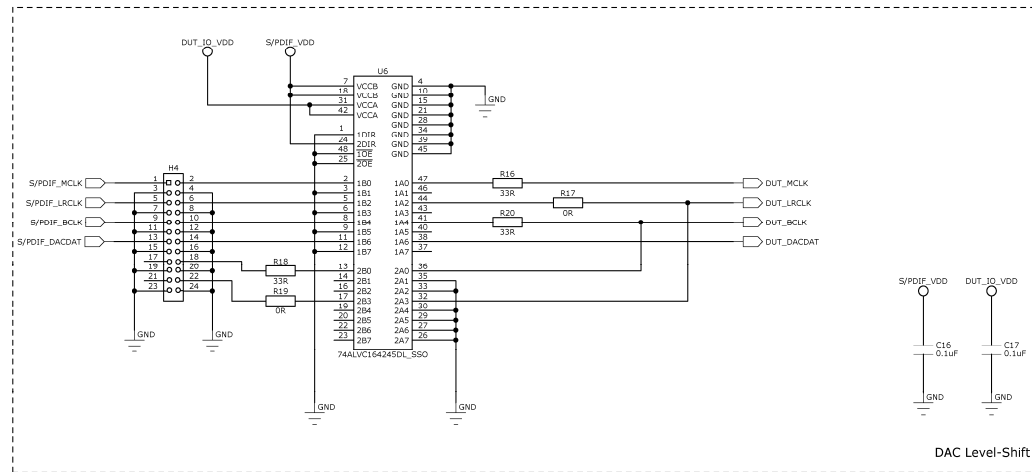 DUT_IO_VDD
S/PDIF_VDD
U6
7 VCCB GND 4
18 VCCB GND 10
31 VCCA GND 15
42 VCCA GND 21
GND 28
1 1DIR GND 34
24 2DIR GND 39
48 1OE GND 45
25 2OE
GND
H4
S/PDIF_MCLK 1 2 2 1B0 1A0 47 R16 33R DUT_MCLK
3 4 3 1B1 1A1 46
S/PDIF_LRCLK 5 6 5 1B2 1A2 44 R17 0R DUT_LRCLK
7 8 6 1B3 1A3 43
S/PDIF_BCLK 9 10 8 1B4 1A4 41 R20 33R DUT_BCLK
11 12 9 1B5 1A5 40
S/PDIF_DACDAT 13 14 11 1B6 1A6 38 DUT_DACDAT
15 16 12 1B7 1A7 37
17 18 R18 33R 13 2B0 2A0 36
19 20 14 2B1 2A1 35
21 22 16 2B2 2A2 33
23 24 R19 0R 17 2B3 2A3 32
19 2B4 2A4 30
20 2B5 2A5 29
22 2B6 2A6 27
23 2B7 2A7 26
GND
GND
74ALVC164245DL_SSO
GND
GND
S/PDIF_VDD
DUT_IO_VDD
C16
0.1uF
C17
0.1uF
GND
GND
DAC Level-Shift